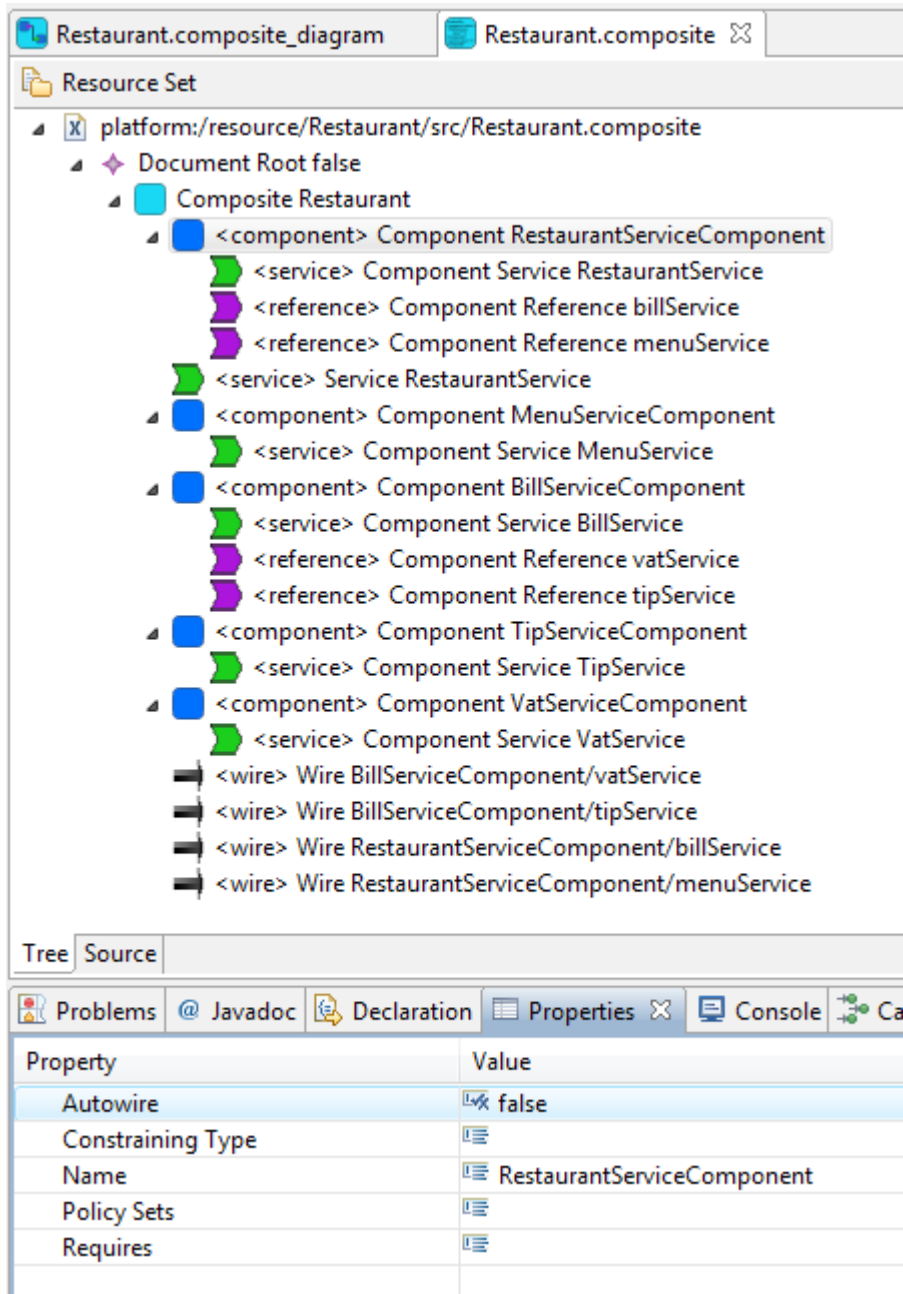 Restaurant.composite_diagram Restaurant.composite
Resource Set
platform:/resource/Restaurant/src/Restaurant.composite
Document Root false
Composite Restaurant
<component> Component RestaurantServiceComponent
<service> Component Service RestaurantService
<reference> Component Reference billService
<reference> Component Reference menuService
<service> Service RestaurantService
<component> Component MenuServiceComponent
<service> Component Service MenuService
<component> Component BillServiceComponent
<service> Component Service BillService
<reference> Component Reference vatService
<reference> Component Reference tipService
<component> Component TipServiceComponent
<service> Component Service TipService
<component> Component VatServiceComponent
<service> Component Service VatService
<wire> Wire BillServiceComponent/vatService
<wire> Wire BillServiceComponent/tipService
<wire> Wire RestaurantServiceComponent/billService
<wire> Wire RestaurantServiceComponent/menuService
Tree Source
Problems @ Javadoc Declaration Properties Console Ca
Property Value
Autowire false
Constraining Type
Name RestaurantServiceComponent
Policy Sets
Requires